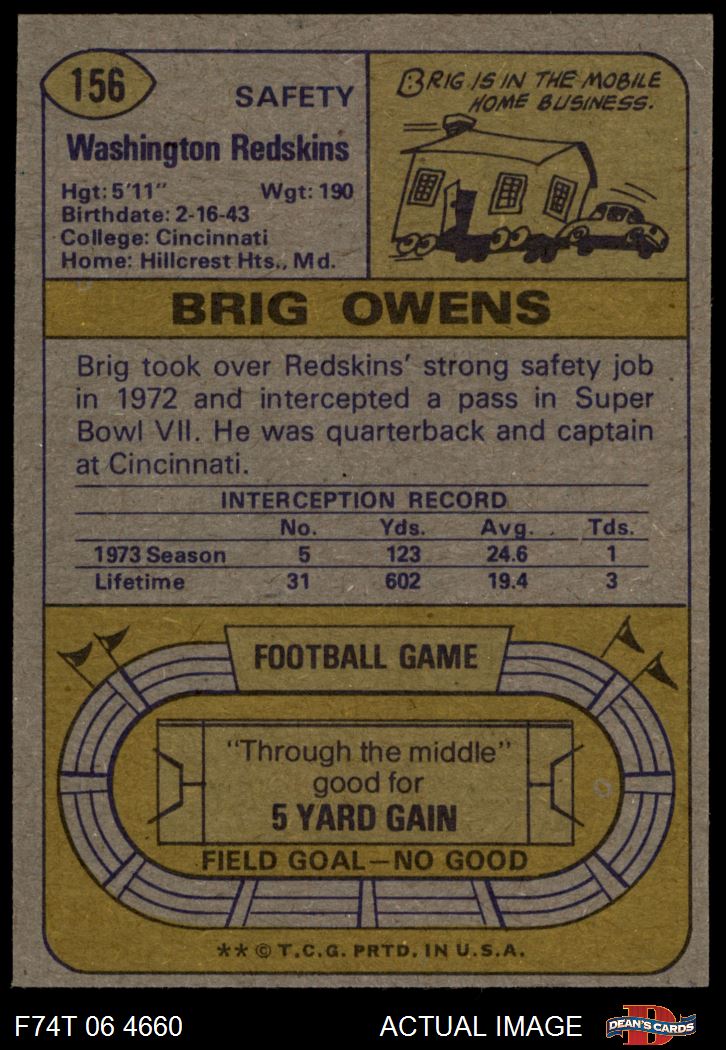 156
SAFETY
Washington Redskins
Hgt: 5'11" Wgt: 190
Birthdate: 2-16-43
College: Cincinnati
Home: Hillcrest Hts., Md.
BRIG IS IN THE MOBILE
HOME BUSINESS.
BRIG OWENS
Brig took over Redskins' strong safety job
in 1972 and intercepted a pass in Super
Bowl VII. He was quarterback and captain
at Cincinnati.
INTERCEPTION RECORD
No. Yds. Avg. Tds.
1973 Season 5 123 24.6 1
Lifetime 31 602 19.4 3
FOOTBALL GAME
"Through the middle"
good for
5 YARD GAIN
FIELD GOAL—NO GOOD
** © T.C.G. PRTD. IN U.S.A.
F74T 06 4660 ACTUAL IMAGE
D
DEAN'S CARDS